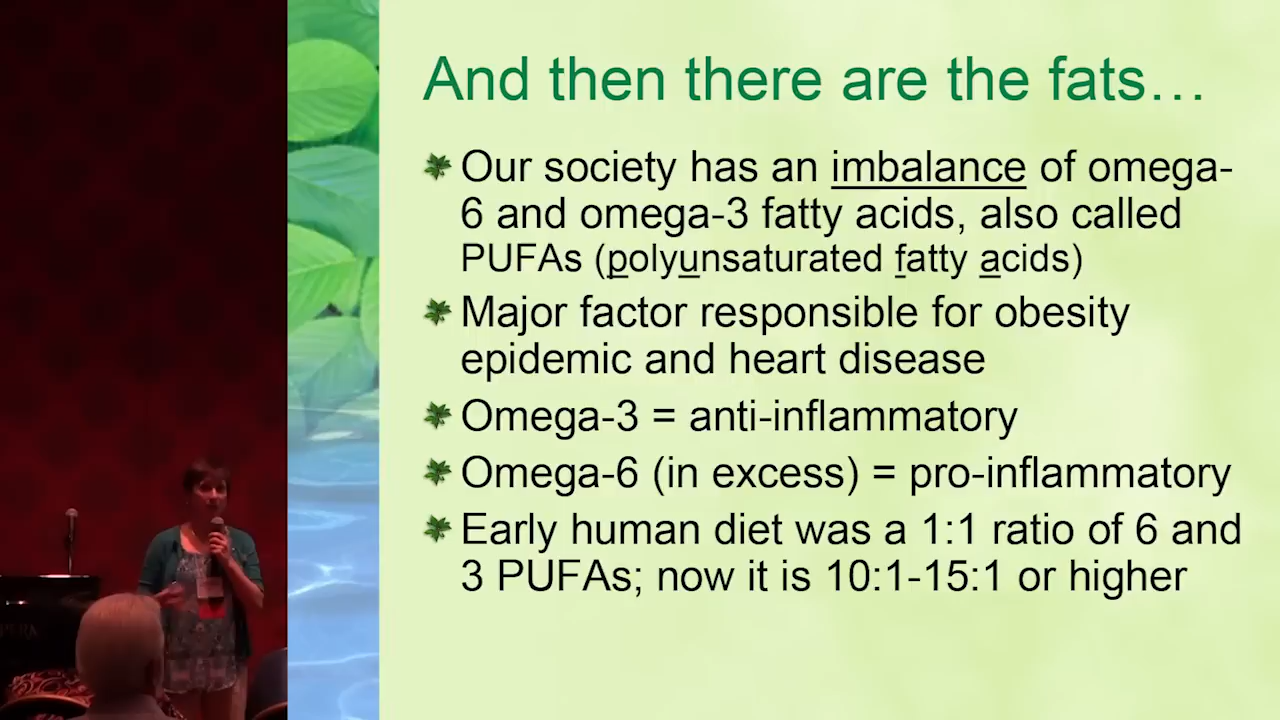 And then there are the fats…
Our society has an imbalance of omega-
6 and omega-3 fatty acids, also called
PUFAs (polyunsaturated fatty acids)
Major factor responsible for obesity
epidemic and heart disease
Omega-3 = anti-inflammatory
Omega-6 (in excess) = pro-inflammatory
Early human diet was a 1:1 ratio of 6 and
3 PUFAs; now it is 10:1-15:1 or higher